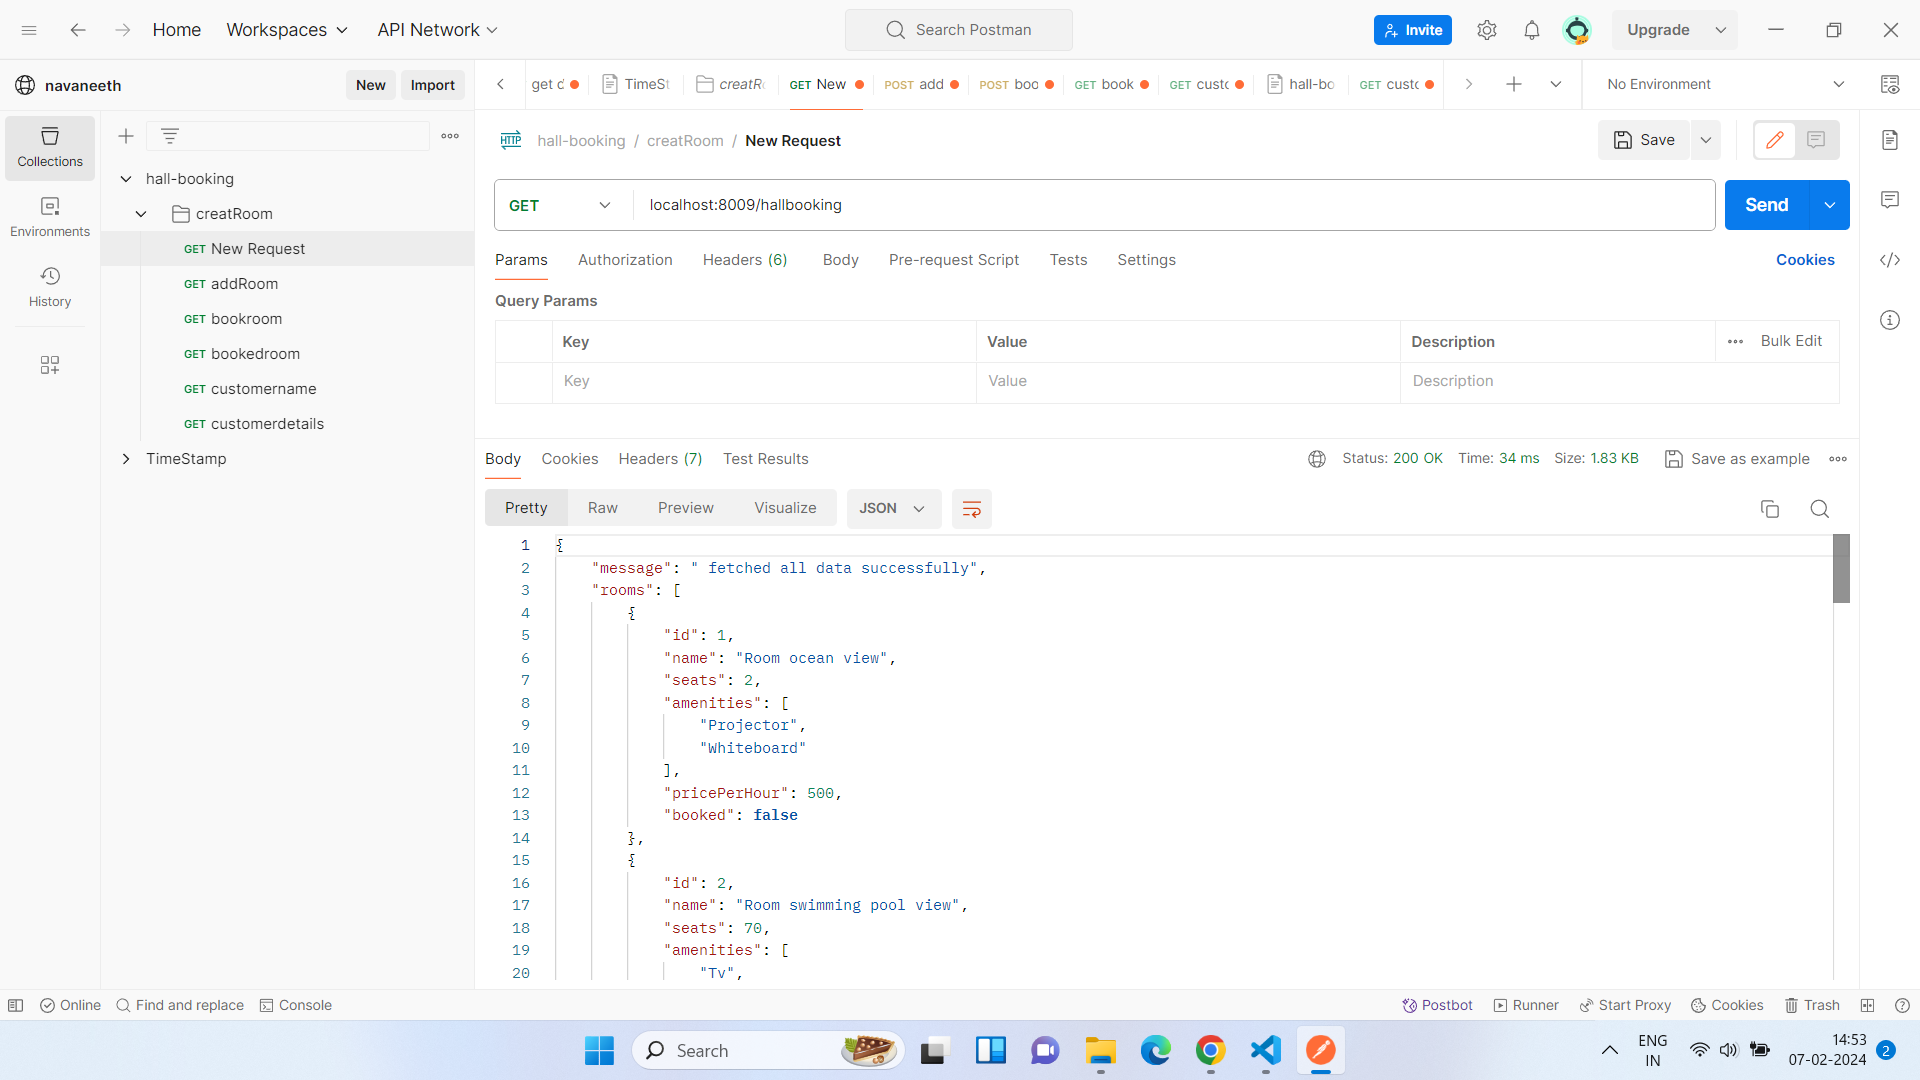 Home Workspaces API Network Search Postman Invite Upgrade
navaneeth New Import get d TimeSt creatR GET New POST add POST boo GET book GET custo hall-bo GET custo No Environment
Collections
Environments
History
hall-booking
creatRoom
GET New Request
GET addRoom
GET bookroom
GET bookedroom
GET customername
GET customerdetails
TimeStamp
HTTP hall-booking / creatRoom / New Request Save
GET localhost:8009/hallbooking Send
Params Authorization Headers (6) Body Pre-request Script Tests Settings Cookies
Query Params
Key Value Description Bulk Edit
Key Value Description
Body Cookies Headers (7) Test Results Status: 200 OK Time: 34 ms Size: 1.83 KB Save as example
Pretty Raw Preview Visualize JSON
1 {
2 "message": " fetched all data successfully",
3 "rooms": [
4 {
5 "id": 1,
6 "name": "Room ocean view",
7 "seats": 2,
8 "amenities": [
9 "Projector",
10 "Whiteboard"
11 ],
12 "pricePerHour": 500,
13 "booked": false
14 },
15 {
16 "id": 2,
17 "name": "Room swimming pool view",
18 "seats": 70,
19 "amenities": [
20 "Tv",
Online Find and replace Console Postbot Runner Start Proxy Cookies Trash
Search ENG 14:53
IN 07-02-2024 2